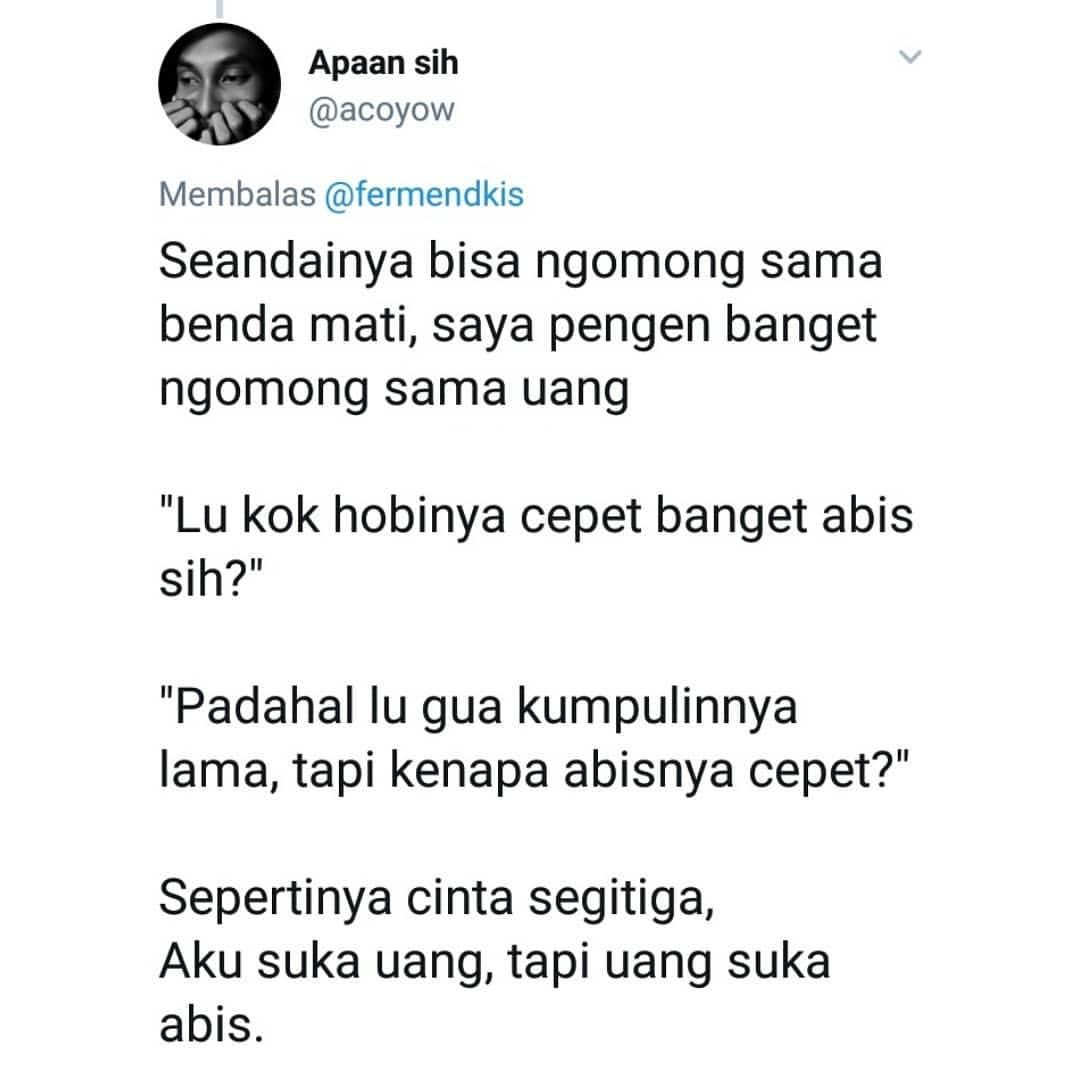 Apaan sih
@acoyow
Membalas @fermendkis
Seandainya bisa ngomong sama
benda mati, saya pengen banget
ngomong sama uang
"Lu kok hobinya cepet banget abis
sih?"
"Padahal lu gua kumpulinnya
lama, tapi kenapa abisnya cepet?"
Sepertinya cinta segitiga,
Aku suka uang, tapi uang suka
abis.